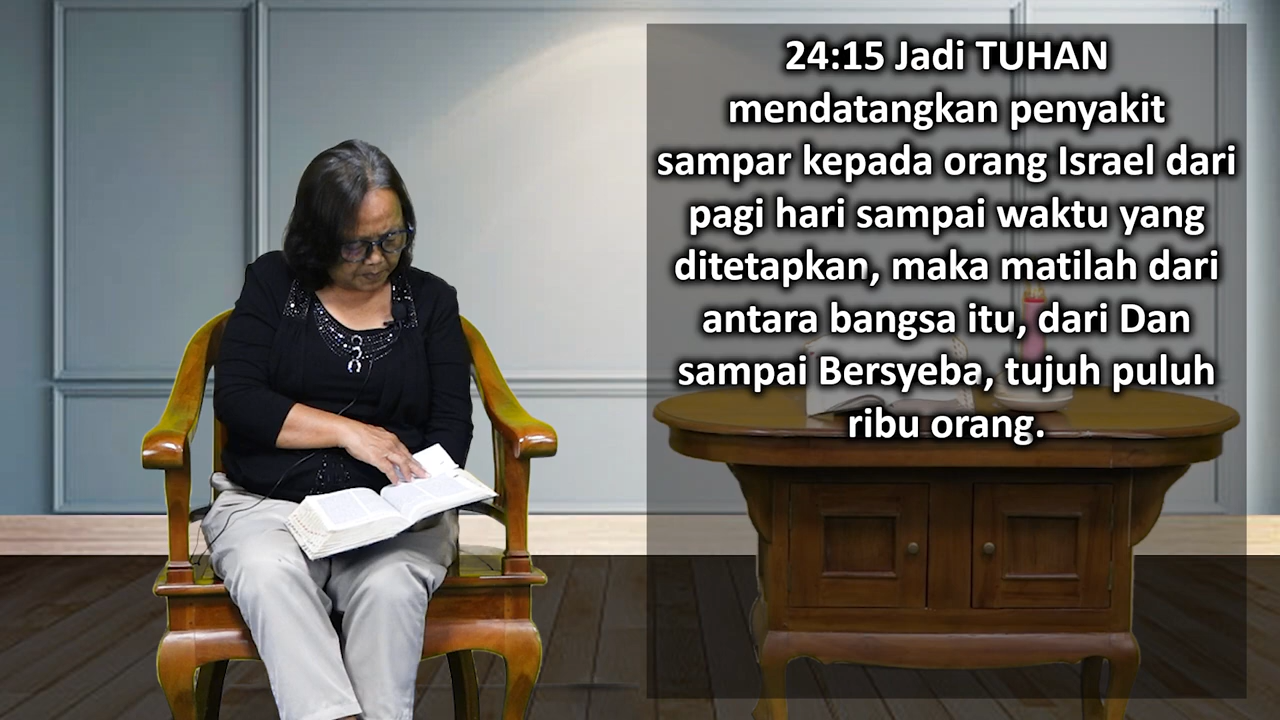 24:15 Jadi TUHAN
mendatangkan penyakit
sampar kepada orang Israel dari
pagi hari sampai waktu yang
ditetapkan, maka matilah dari
antara bangsa itu, dari Dan
sampai Bersyeba, tujuh puluh
ribu orang.